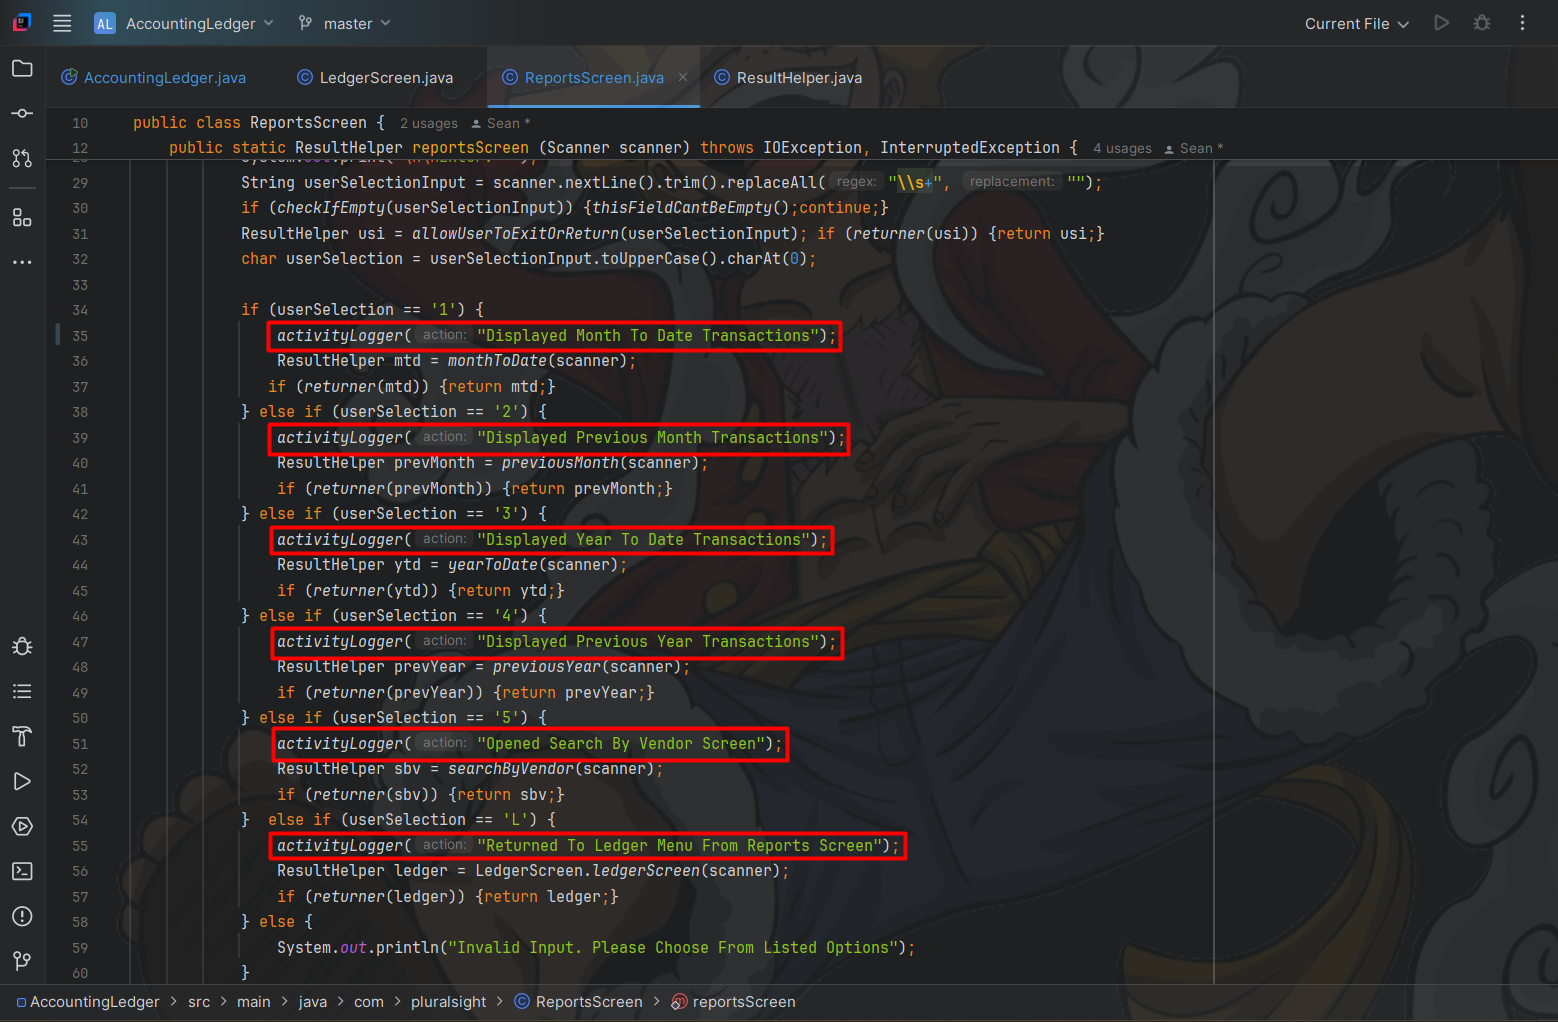 AL AccountingLedger master Current File
AccountingLedger.java LedgerScreen.java ReportsScreen.java ResultHelper.java
10 public class ReportsScreen { 2 usages Sean *
12 public static ResultHelper reportsScreen (Scanner scanner) throws IOException, InterruptedException { 4 usages Sean *
29 String userSelectionInput = scanner.nextLine().trim().replaceAll( regex: "\\s+", replacement: "");
30 if (checkIfEmpty(userSelectionInput)) {thisFieldCantBeEmpty();continue;}
31 ResultHelper usi = allowUserToExitOrReturn(userSelectionInput); if (returner(usi)) {return usi;}
32 char userSelection = userSelectionInput.toUpperCase().charAt(0);
33
34 if (userSelection == '1') {
35 activityLogger( action: "Displayed Month To Date Transactions");
36 ResultHelper mtd = monthToDate(scanner);
37 if (returner(mtd)) {return mtd;}
38 } else if (userSelection == '2') {
39 activityLogger( action: "Displayed Previous Month Transactions");
40 ResultHelper prevMonth = previousMonth(scanner);
41 if (returner(prevMonth)) {return prevMonth;}
42 } else if (userSelection == '3') {
43 activityLogger( action: "Displayed Year To Date Transactions");
44 ResultHelper ytd = yearToDate(scanner);
45 if (returner(ytd)) {return ytd;}
46 } else if (userSelection == '4') {
47 activityLogger( action: "Displayed Previous Year Transactions");
48 ResultHelper prevYear = previousYear(scanner);
49 if (returner(prevYear)) {return prevYear;}
50 } else if (userSelection == '5') {
51 activityLogger( action: "Opened Search By Vendor Screen");
52 ResultHelper sbv = searchByVendor(scanner);
53 if (returner(sbv)) {return sbv;}
54 } else if (userSelection == 'L') {
55 activityLogger( action: "Returned To Ledger Menu From Reports Screen");
56 ResultHelper ledger = LedgerScreen.ledgerScreen(scanner);
57 if (returner(ledger)) {return ledger;}
58 } else {
59 System.out.println("Invalid Input. Please Choose From Listed Options");
60 }
AccountingLedger > src > main > java > com > pluralsight > ReportsScreen > reportsScreen